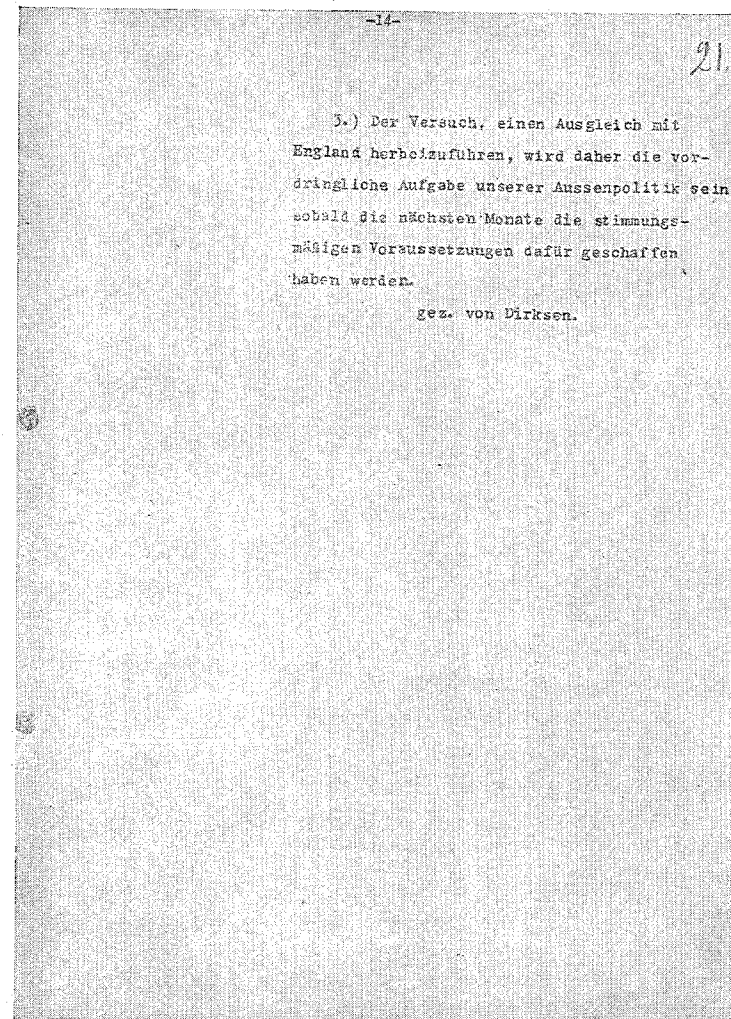 -14-
21.
3.) Der Versuch, einen Ausgleich mit
England herbeizuführen, wird daher die vor-
dringliche Aufgabe unserer Aussenpolitik sein
sobald die nächsten Monate die stimmungs-
mäßigen Voraussetzungen dafür geschaffen
haben werden.
gez. von Dirksen.